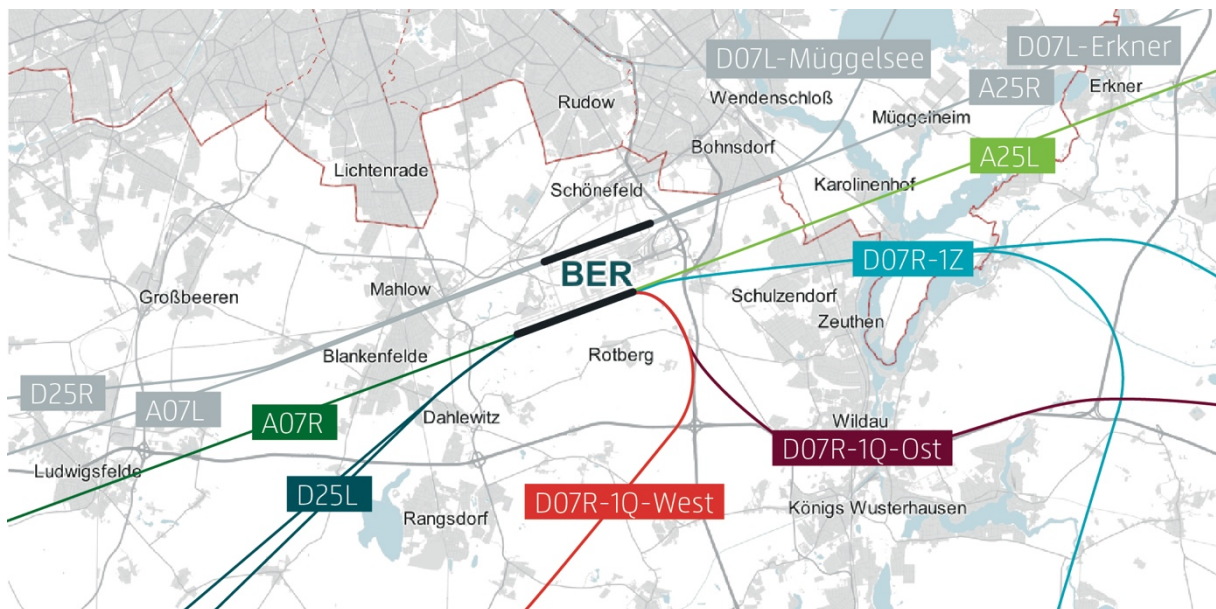 D07L-Erkner
D07L-Müggelsee
A25R
Erkner
Rudow
Wendenschloß
Müggelheim
Bohnsdorf
A25L
Lichtenrade
Schönefeld
Karolinenhof
BER
D07R-1Z
Mahlow
Großbeeren
Schulzendorf
Zeuthen
Blankenfelde
Rotberg
D25R
A07L
A07R
Dahlewitz
Wildau
D07R-1Q-Ost
Ludwigsfelde
D25L
D07R-1Q-West
Rangsdorf
Königs Wusterhausen